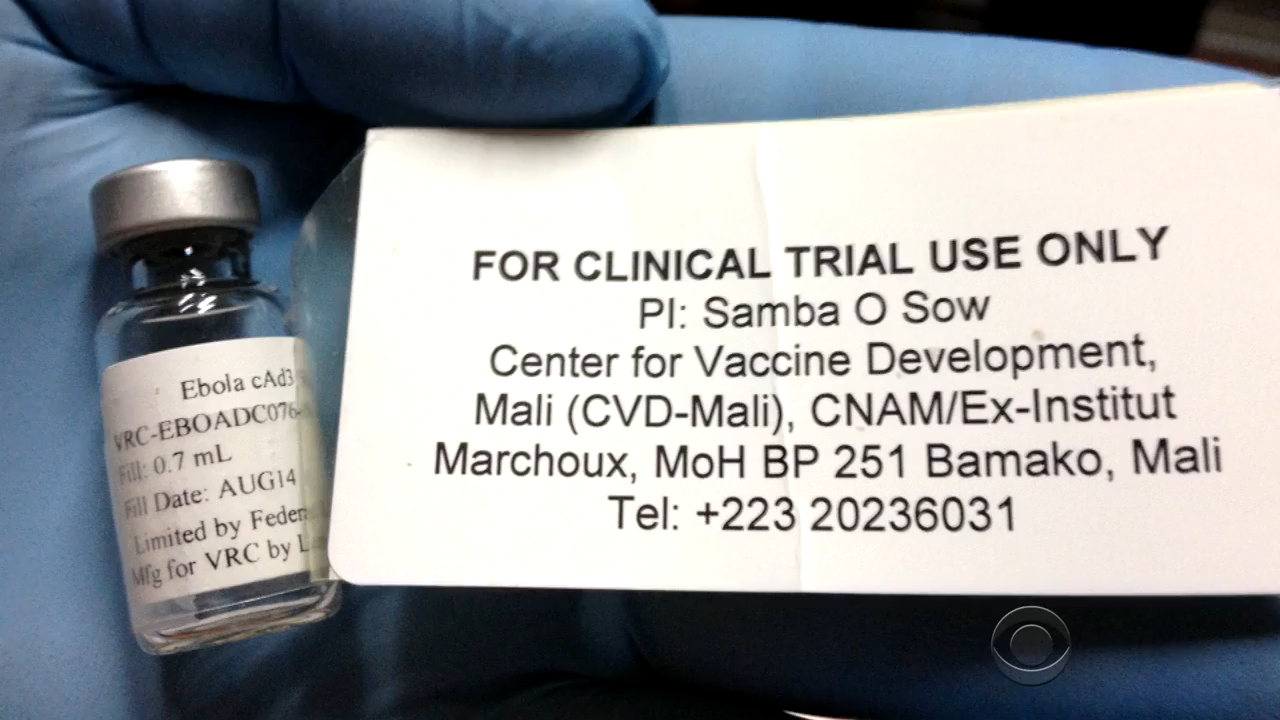 Ebola cAd3
VRC-EBOADC076-
Fill: 0.7 mL
Fill Date: AUG14
Limited by Feder
Mfg for VRC by L
FOR CLINICAL TRIAL USE ONLY
PI: Samba O Sow
Center for Vaccine Development,
Mali (CVD-Mali), CNAM/Ex-Institut
Marchoux, MoH BP 251 Bamako, Mali
Tel: +223 20236031